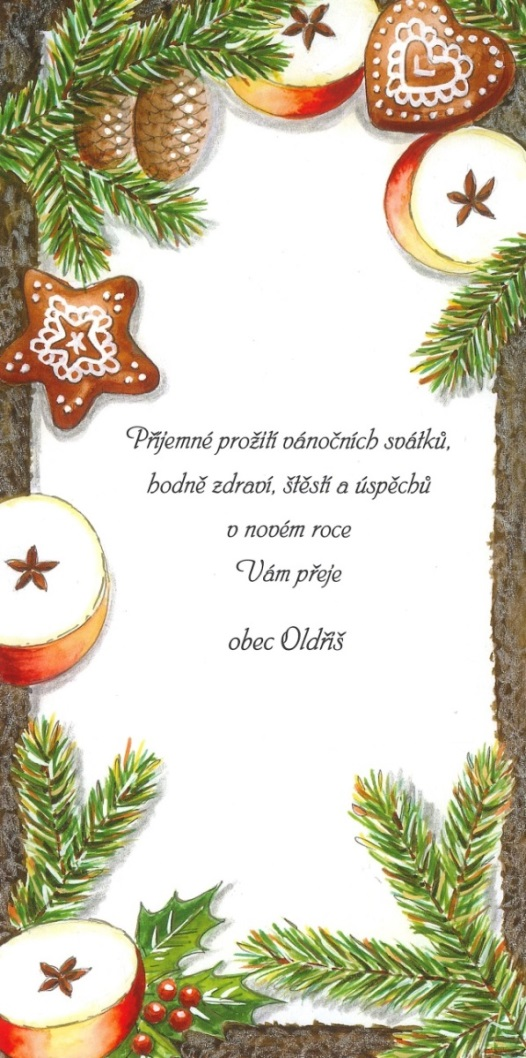 Příjemné prožití vánočních svátků,
hodně zdraví, štěstí a úspěchů
v novém roce
Vám přeje
obec Oldřiš